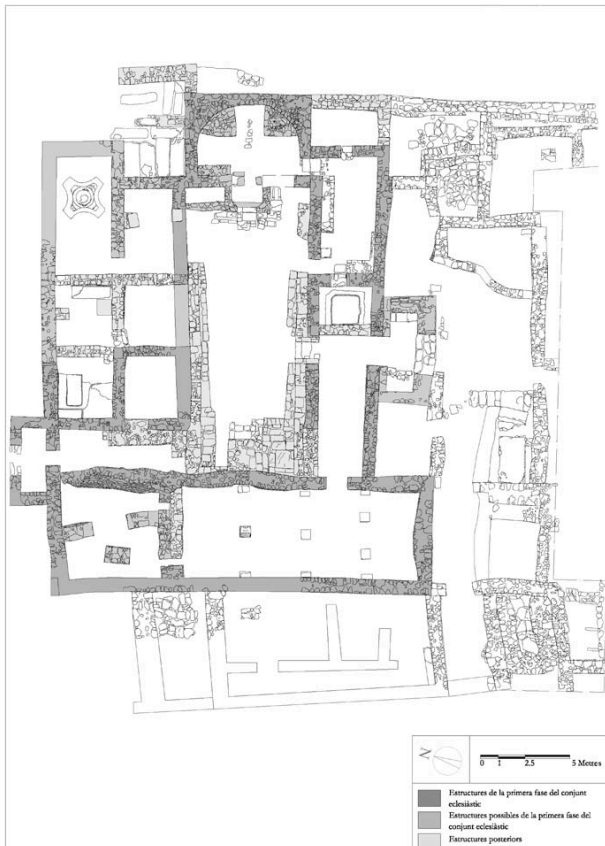 N
0 1 2.5 5 Metres
Estructures de la primera fase del conjunt
eclesiàstic
Estructures possibles de la primera fase del
conjunt eclesiàstic
Estructures posteriors